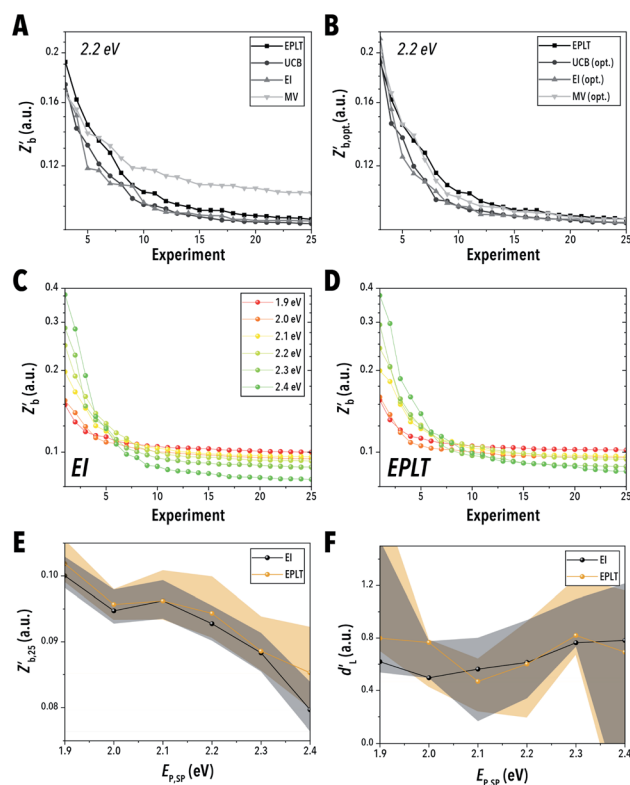 A
2.2 eV
EPLT
UCB
EI
MV
0.2
0.16
0.12
Z'b (a.u.)
5 10 15 20 25
Experiment
B
2.2 eV
EPLT
UCB (opt.)
EI (opt.)
MV (opt.)
0.2
0.16
0.12
Z'b,opt. (a.u.)
5 10 15 20 25
Experiment
C
1.9 eV
2.0 eV
2.1 eV
2.2 eV
2.3 eV
2.4 eV
0.4
0.3
0.2
0.1
Z'b (a.u.)
EI
5 10 15 20 25
Experiment
D
0.4
0.3
0.2
0.1
Z'b (a.u.)
EPLT
5 10 15 20 25
Experiment
E
EI
EPLT
0.10
0.09
0.08
Z'b,25 (a.u.)
1.9 2.0 2.1 2.2 2.3 2.4
EP,SP (eV)
F
EI
EPLT
1.2
0.8
0.4
0.0
d'L (a.u.)
1.9 2.0 2.1 2.2 2.3 2.4
EP,SP (eV)